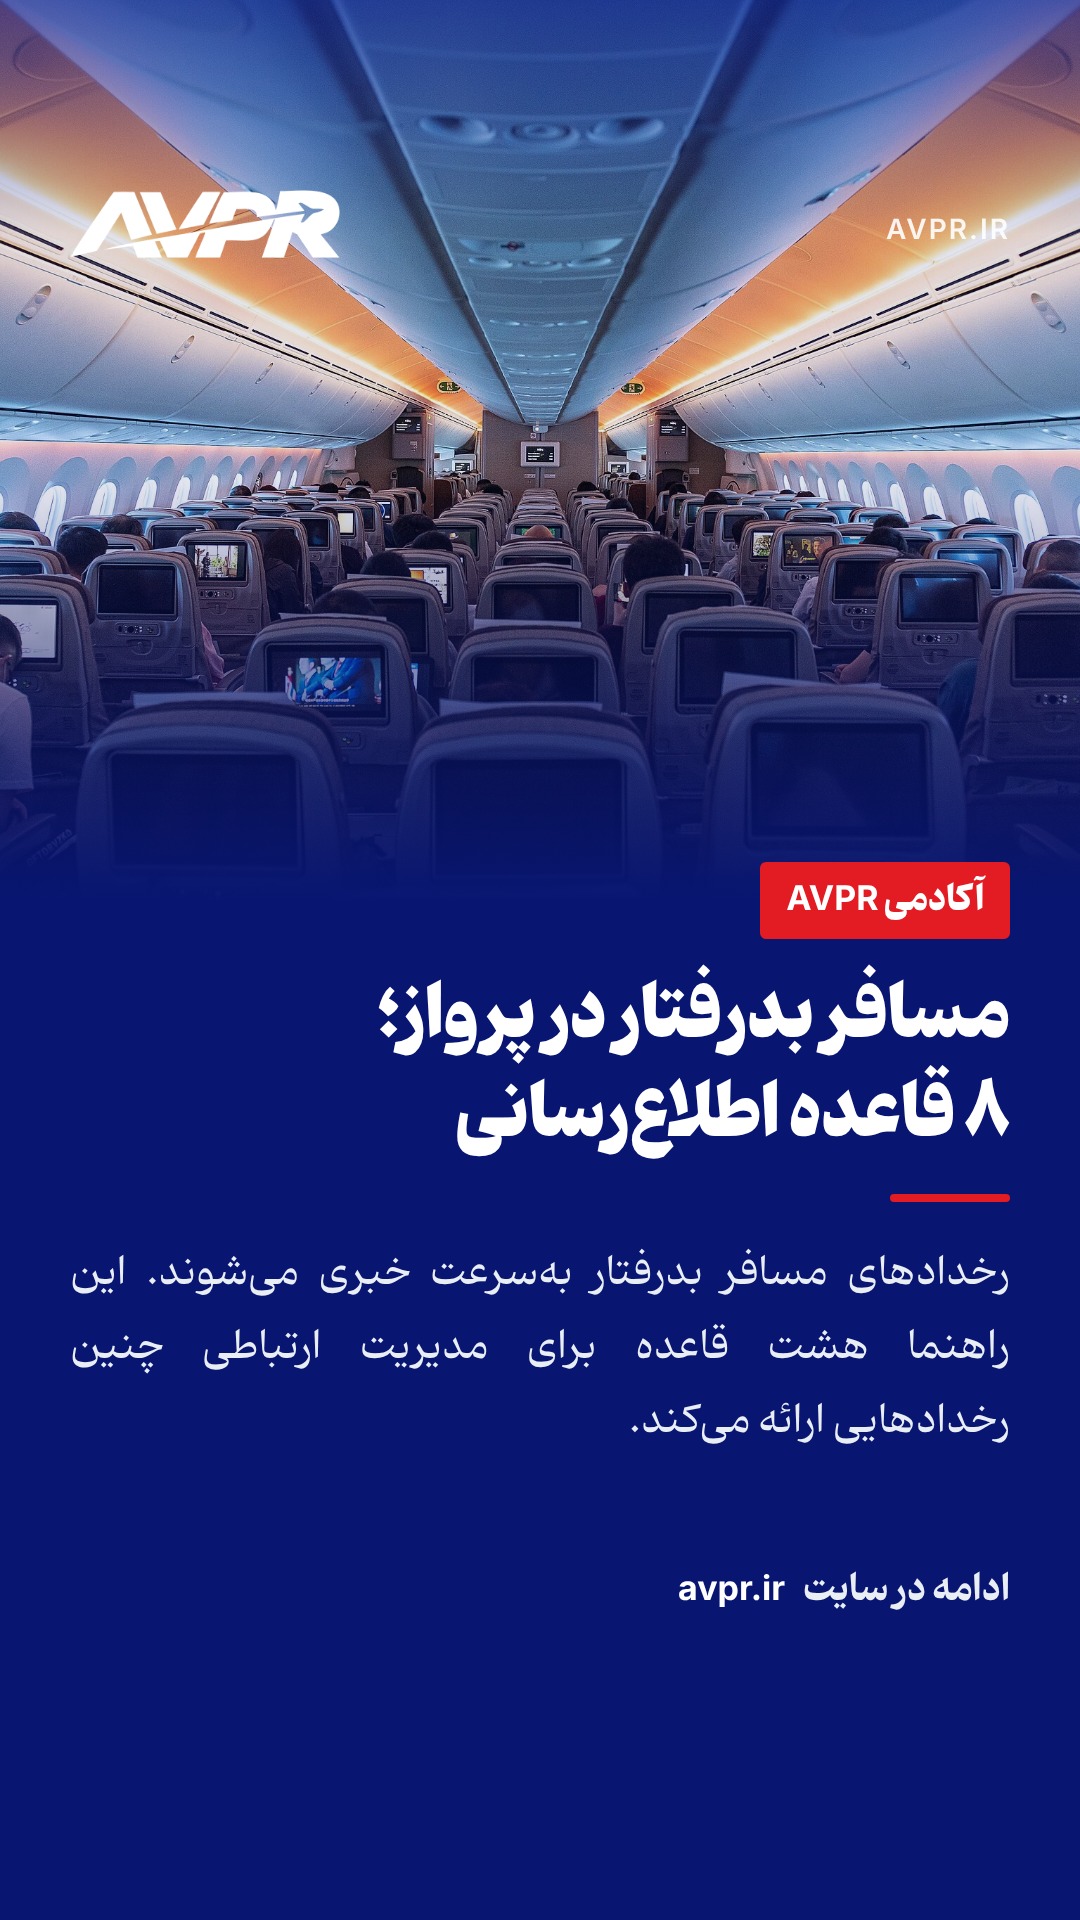 AVPR
AVPR.IR
آکادمی AVPR
مسافر بدرفتار در پرواز؛
۸ قاعده اطلاع‌رسانی
رخدادهای مسافر بدرفتار به‌سرعت خبری می‌شوند. این
راهنما هشت قاعده برای مدیریت ارتباطی چنین
رخدادهایی ارائه می‌کند.
ادامه در سایت avpr.ir